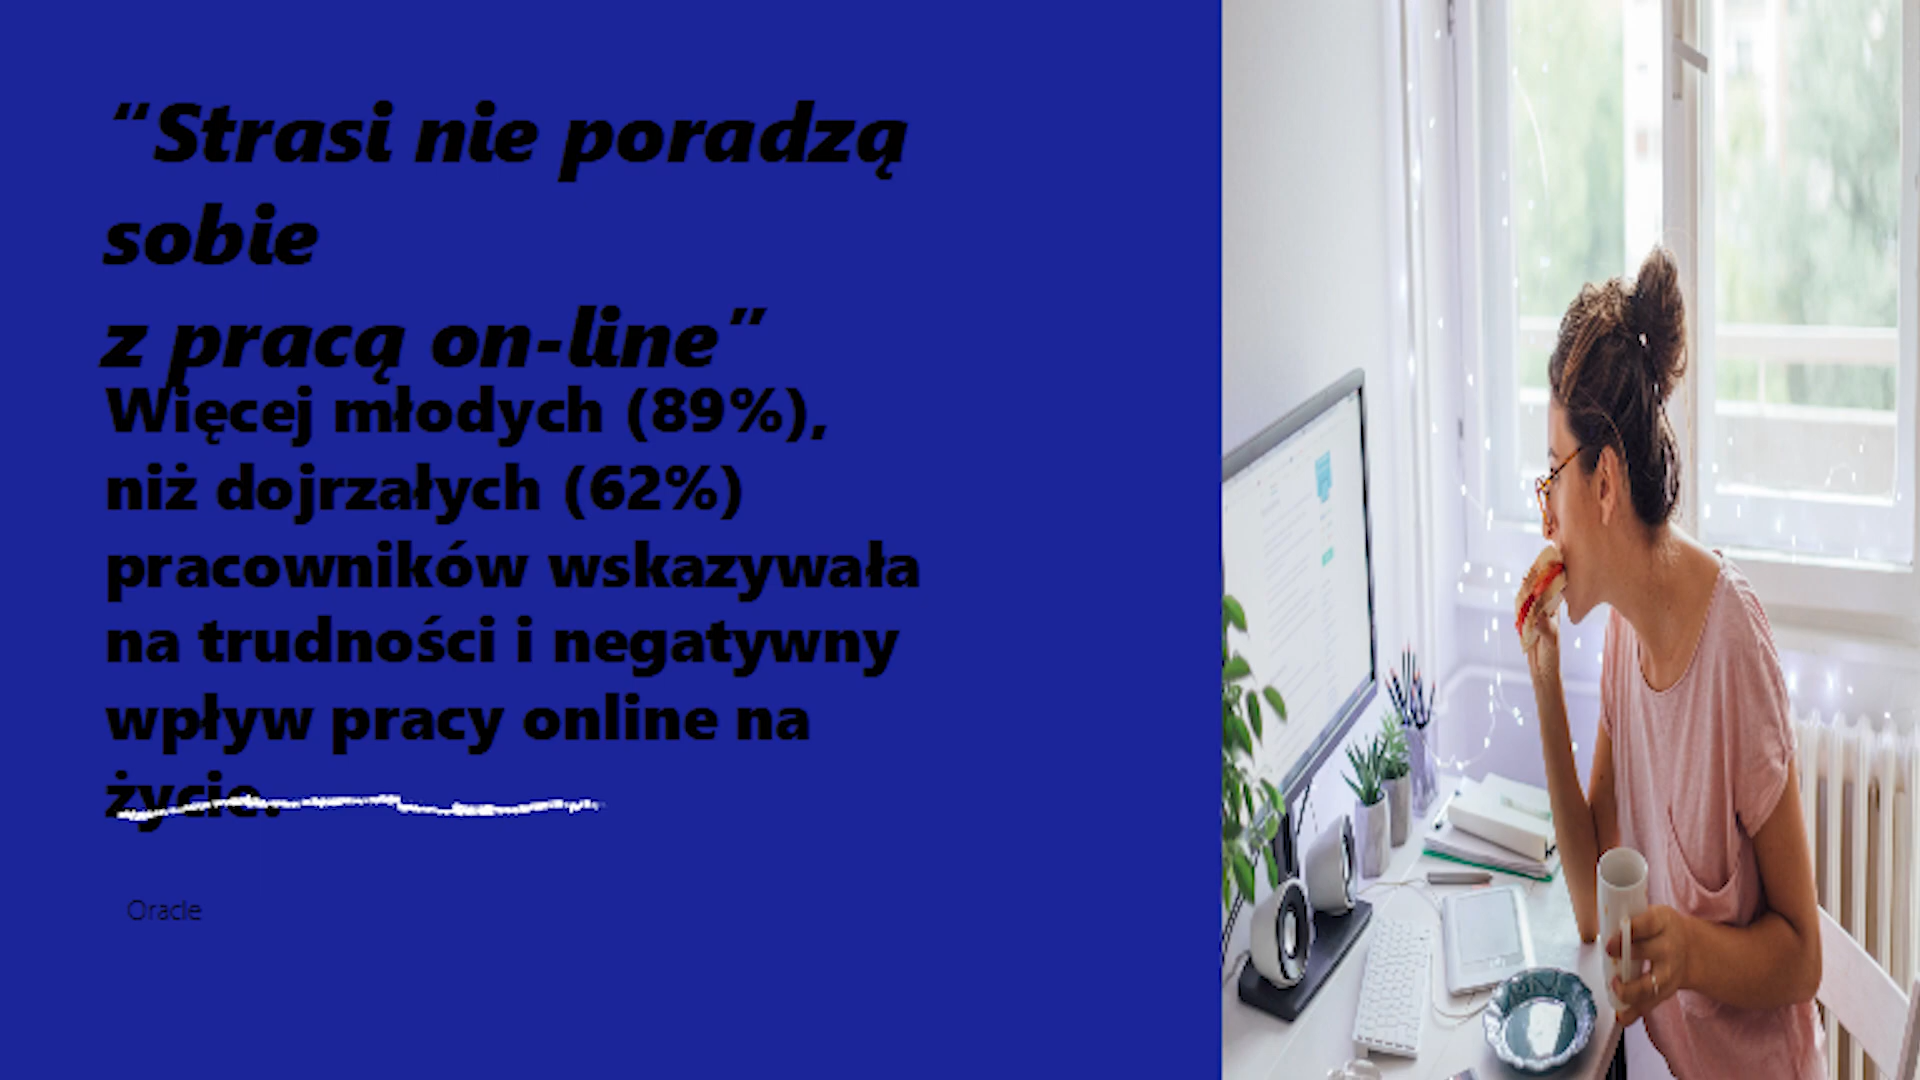 “Strasi nie poradzą
sobie
z pracą on-line”
Więcej młodych (89%),
niż dojrzałych (62%)
pracowników wskazywała
na trudności i negatywny
wpływ pracy online na
życie.
Oracle